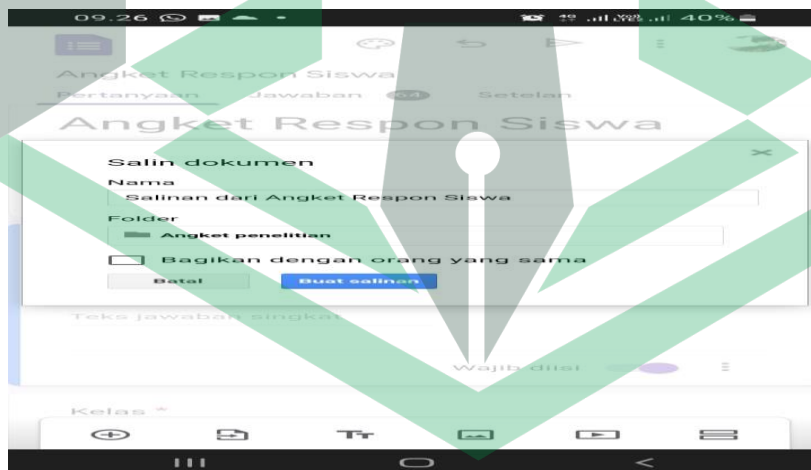 09.26 40%
Angket Respon Siswa
Pertanyaan Jawaban 64 Setelan
Angket Respon Siswa
Salin dokumen
Nama
Salinan dari Angket Respon Siswa
Folder
Angket penelitian
Bagikan dengan orang yang sama
Batal Buat salinan
Teks jawaban singkat
Wajib diisi
Kelas *